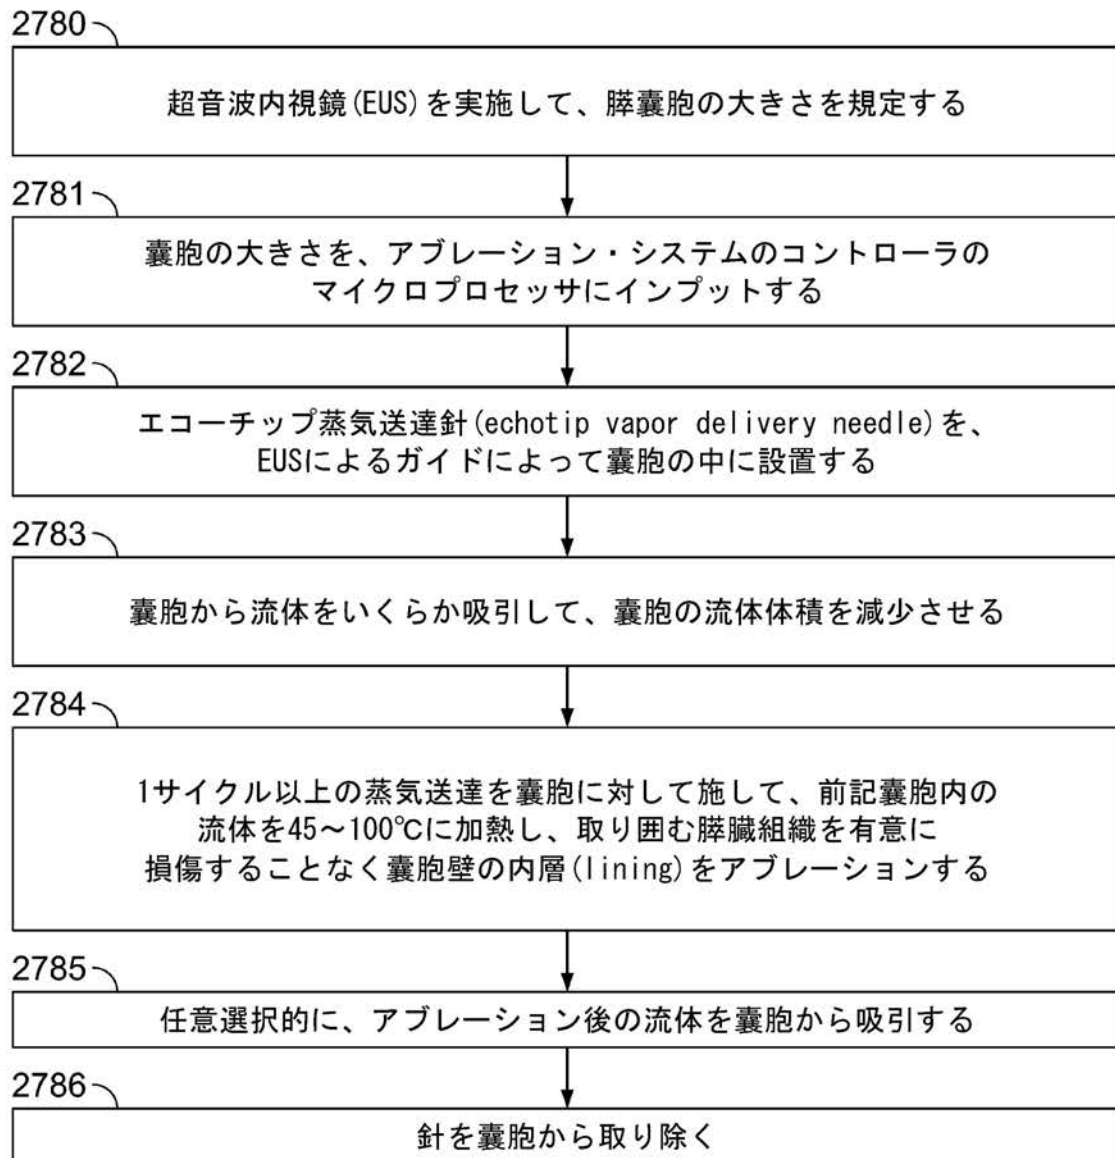 2780
超音波内視鏡(EUS)を実施して、膵嚢胞の大きさを規定する
2781
嚢胞の大きさを、アブレーション・システムのコントローラの
マイクロプロセッサにインプットする
2782
エコーチップ蒸気送達針(echotip vapor delivery needle)を、
EUSによるガイドによって嚢胞の中に設置する
2783
嚢胞から流体をいくらか吸引して、嚢胞の流体体積を減少させる
2784
1サイクル以上の蒸気送達を嚢胞に対して施して、前記嚢胞内の
流体を45～100℃に加熱し、取り囲む膵臓組織を有意に
損傷することなく嚢胞壁の内層(lining)をアブレーションする
2785
任意選択的に、アブレーション後の流体を嚢胞から吸引する
2786
針を嚢胞から取り除く